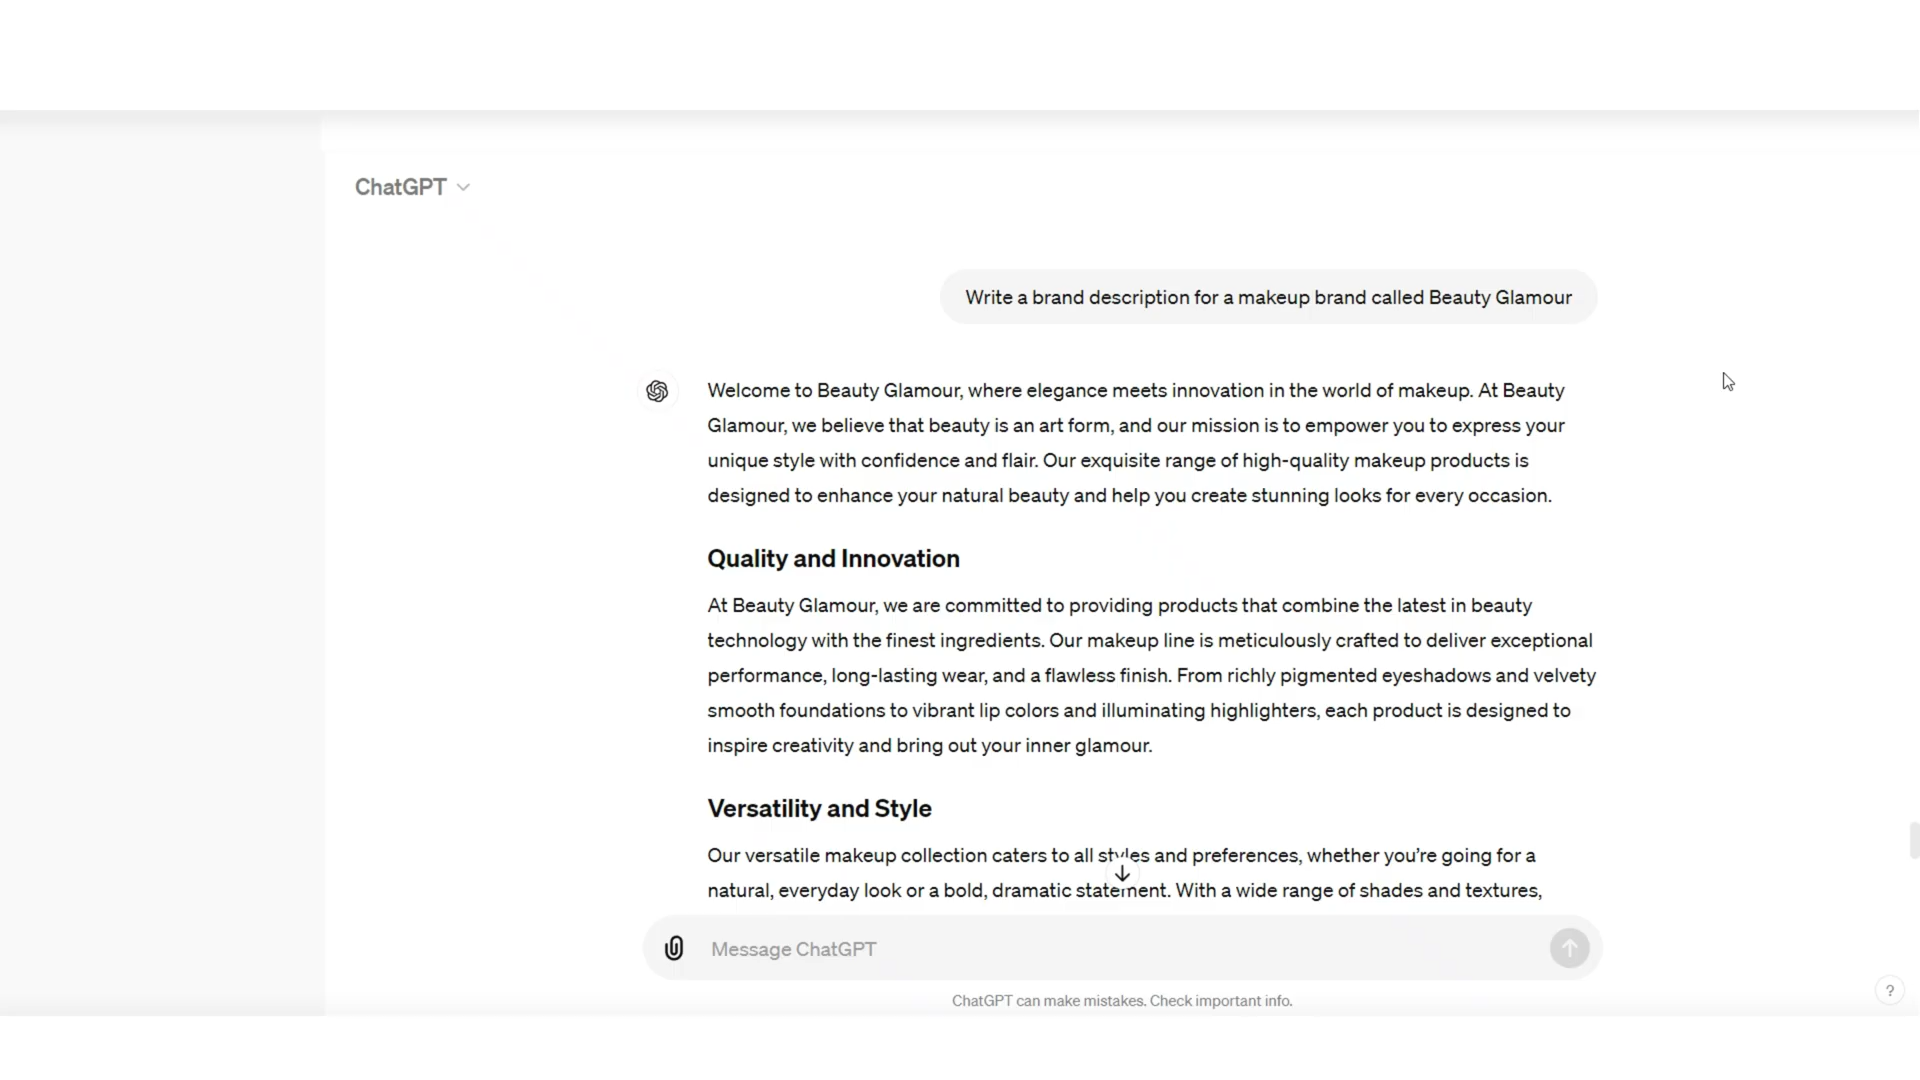 ChatGPT
Write a brand description for a makeup brand called Beauty Glamour
Welcome to Beauty Glamour, where elegance meets innovation in the world of makeup. At Beauty
Glamour, we believe that beauty is an art form, and our mission is to empower you to express your
unique style with confidence and flair. Our exquisite range of high-quality makeup products is
designed to enhance your natural beauty and help you create stunning looks for every occasion.
Quality and Innovation
At Beauty Glamour, we are committed to providing products that combine the latest in beauty
technology with the finest ingredients. Our makeup line is meticulously crafted to deliver exceptional
performance, long-lasting wear, and a flawless finish. From richly pigmented eyeshadows and velvety
smooth foundations to vibrant lip colors and illuminating highlighters, each product is designed to
inspire creativity and bring out your inner glamour.
Versatility and Style
Our versatile makeup collection caters to all styles and preferences, whether you’re going for a
natural, everyday look or a bold, dramatic statement. With a wide range of shades and textures,
Message ChatGPT
ChatGPT can make mistakes. Check important info.
?